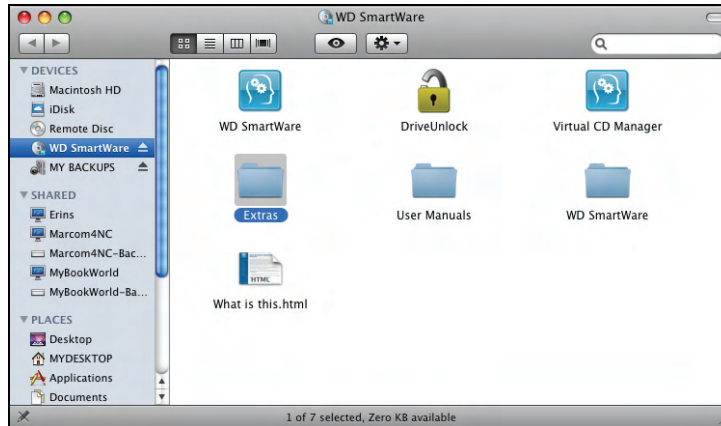 WD SmartWare
DEVICES
Macintosh HD
iDisk
Remote Disc
WD SmartWare
MY BACKUPS
SHARED
Erins
Marcom4NC
Marcom4NC-Bac...
MyBookWorld
MyBookWorld-Ba...
PLACES
Desktop
MYDESKTOP
Applications
Documents
WD SmartWare
DriveUnlock
Virtual CD Manager
Extras
User Manuals
WD SmartWare
HTML
What is this.html
1 of 7 selected, Zero KB available